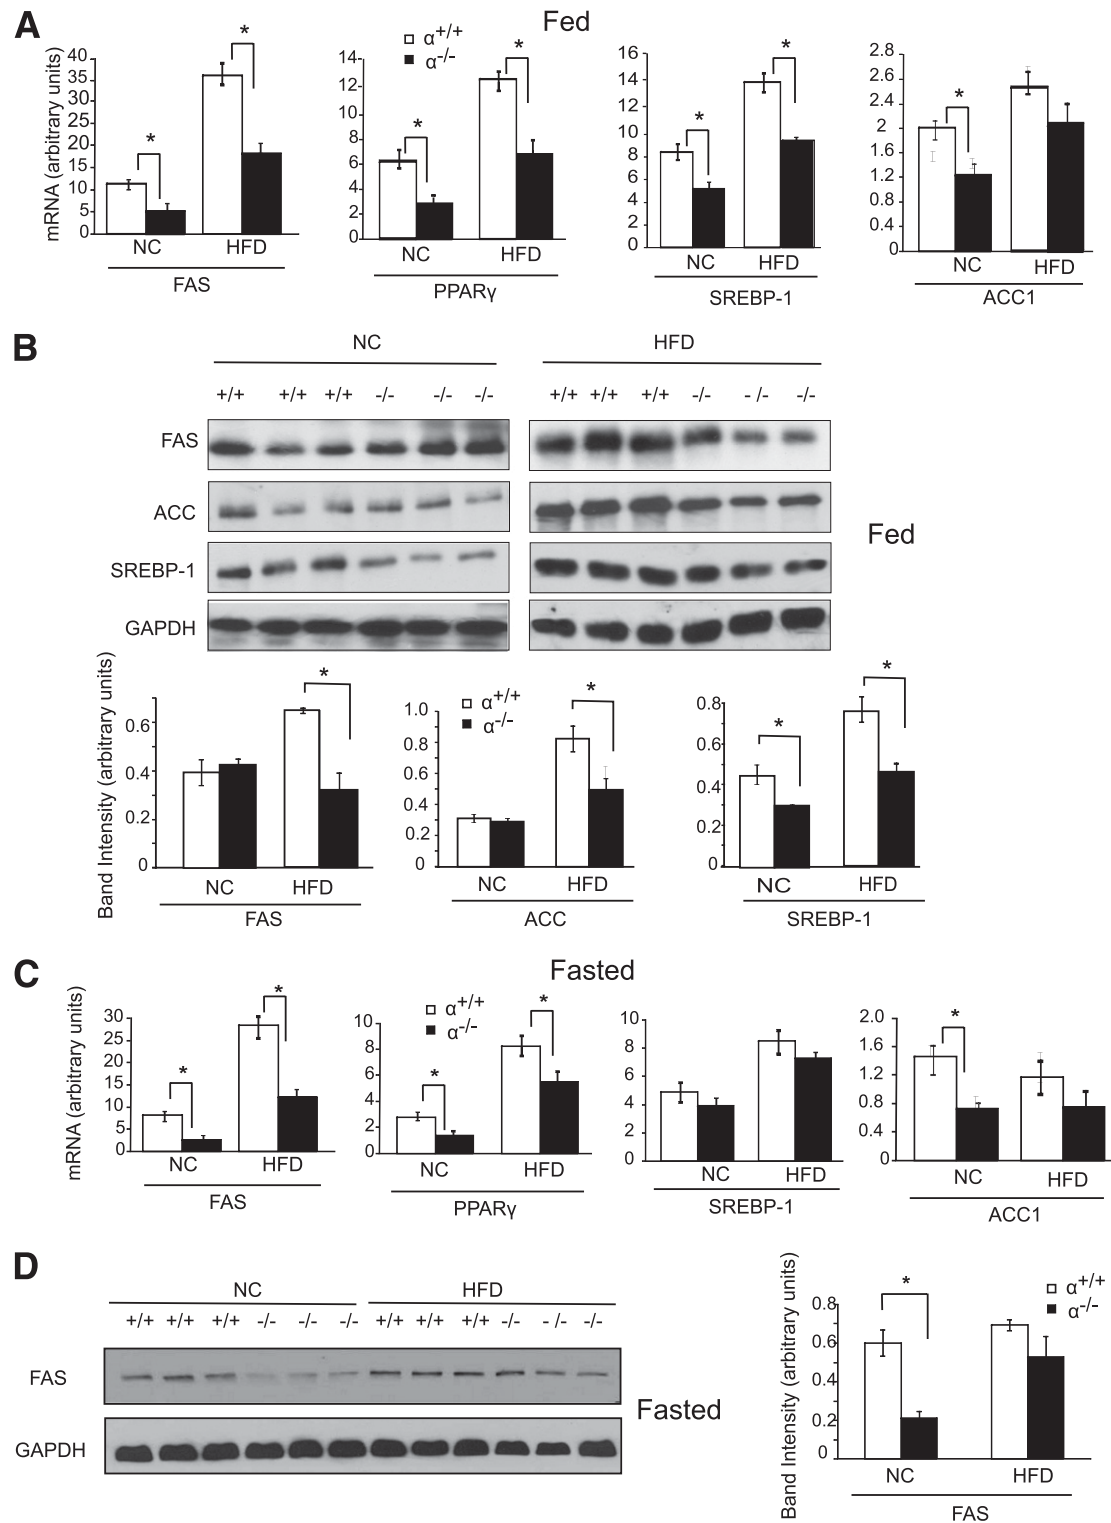 A
Fed
mRNA (arbitrary units)
40
35
30
25
20
15
10
5
0
*
*
NC
HFD
FAS
α+/+
α-/-
14
12
10
8
6
4
2
0
*
*
NC
HFD
PPARγ
16
14
12
10
8
6
4
2
0
*
*
NC
HFD
SREBP-1
2.8
2.4
2
1.6
1.2
0.4
0
*
NC
HFD
ACC1
B
NC
HFD
+/+ +/+ +/+ -/- -/- -/-
+/+ +/+ +/+ -/- - /- -/-
FAS
ACC
SREBP-1
GAPDH
Fed
Band Intensity (arbitrary units)
0.6
0.4
0.2
0
*
NC
HFD
FAS
α+/+
α-/-
1.0
0.8
0.6
0.4
0.2
0
*
NC
HFD
ACC
0.8
0.6
0.4
0.2
0
*
*
NC
HFD
SREBP-1
C
Fasted
mRNA (arbitrary units)
30
25
20
15
10
5
0
*
*
NC
HFD
FAS
α+/+
α-/-
10
8
6
4
2
0
*
*
NC
HFD
PPARγ
10
8
6
4
2
0
NC
HFD
SREBP-1
2.0
1.6
1.2
0.8
0.4
0
*
NC
HFD
ACC1
D
NC
HFD
+/+ +/+ +/+ -/- -/- -/- +/+ +/+ +/+ -/- - /- -/-
FAS
GAPDH
Fasted
Band Intensity (arbitrary units)
α+/+
α-/-
0.8
0.6
0.4
0.2
0
*
NC
HFD
FAS